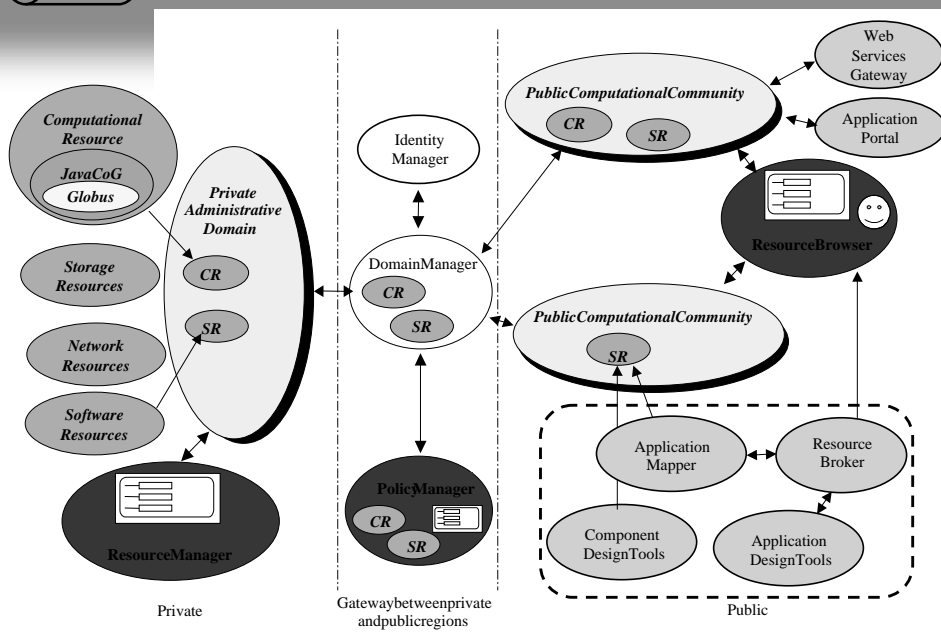 Computational
Resource
JavaCoG
Globus
Storage
Resources
Network
Resources
Software
Resources
Private
Administrative
Domain
CR
SR
ResourceManager
Private
Identity
Manager
DomainManager
CR
SR
PolicyManager
CR
SR
Gatewaybetweenprivate
andpublicregions
PublicComputationalCommunity
CR
SR
Web
Services
Gateway
Application
Portal
ResourceBrowser
PublicComputationalCommunity
SR
Application
Mapper
Resource
Broker
Component
DesignTools
Application
DesignTools
Public